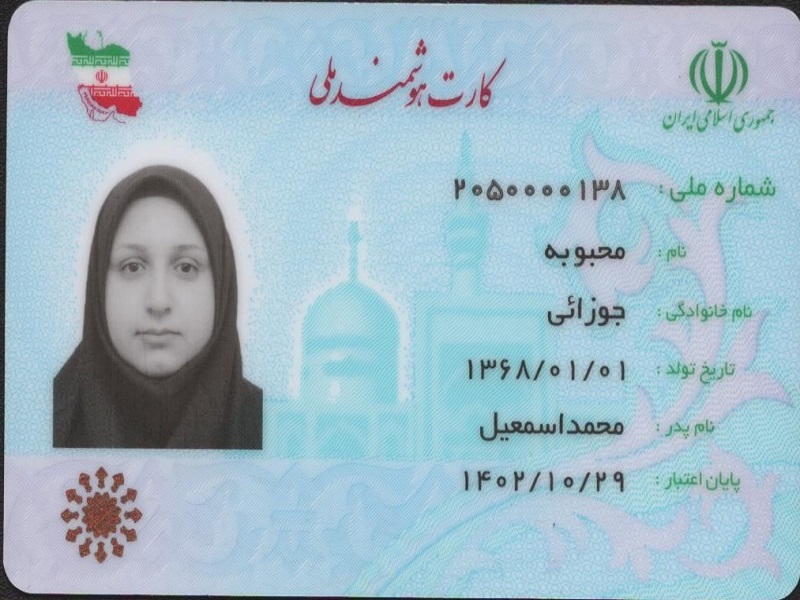 کارت هوشمند ملی
جمهوری اسلامی ایران
شماره ملی : ۲۰۵۰۰۰۰۱۳۸
نام : محبوبه
نام خانوادگی : جوزائی
تاریخ تولد : ۱۳۶۸/۰۱/۰۱
نام پدر : محمداسمعیل
پایان اعتبار : ۱۴۰۲/۱۰/۲۹